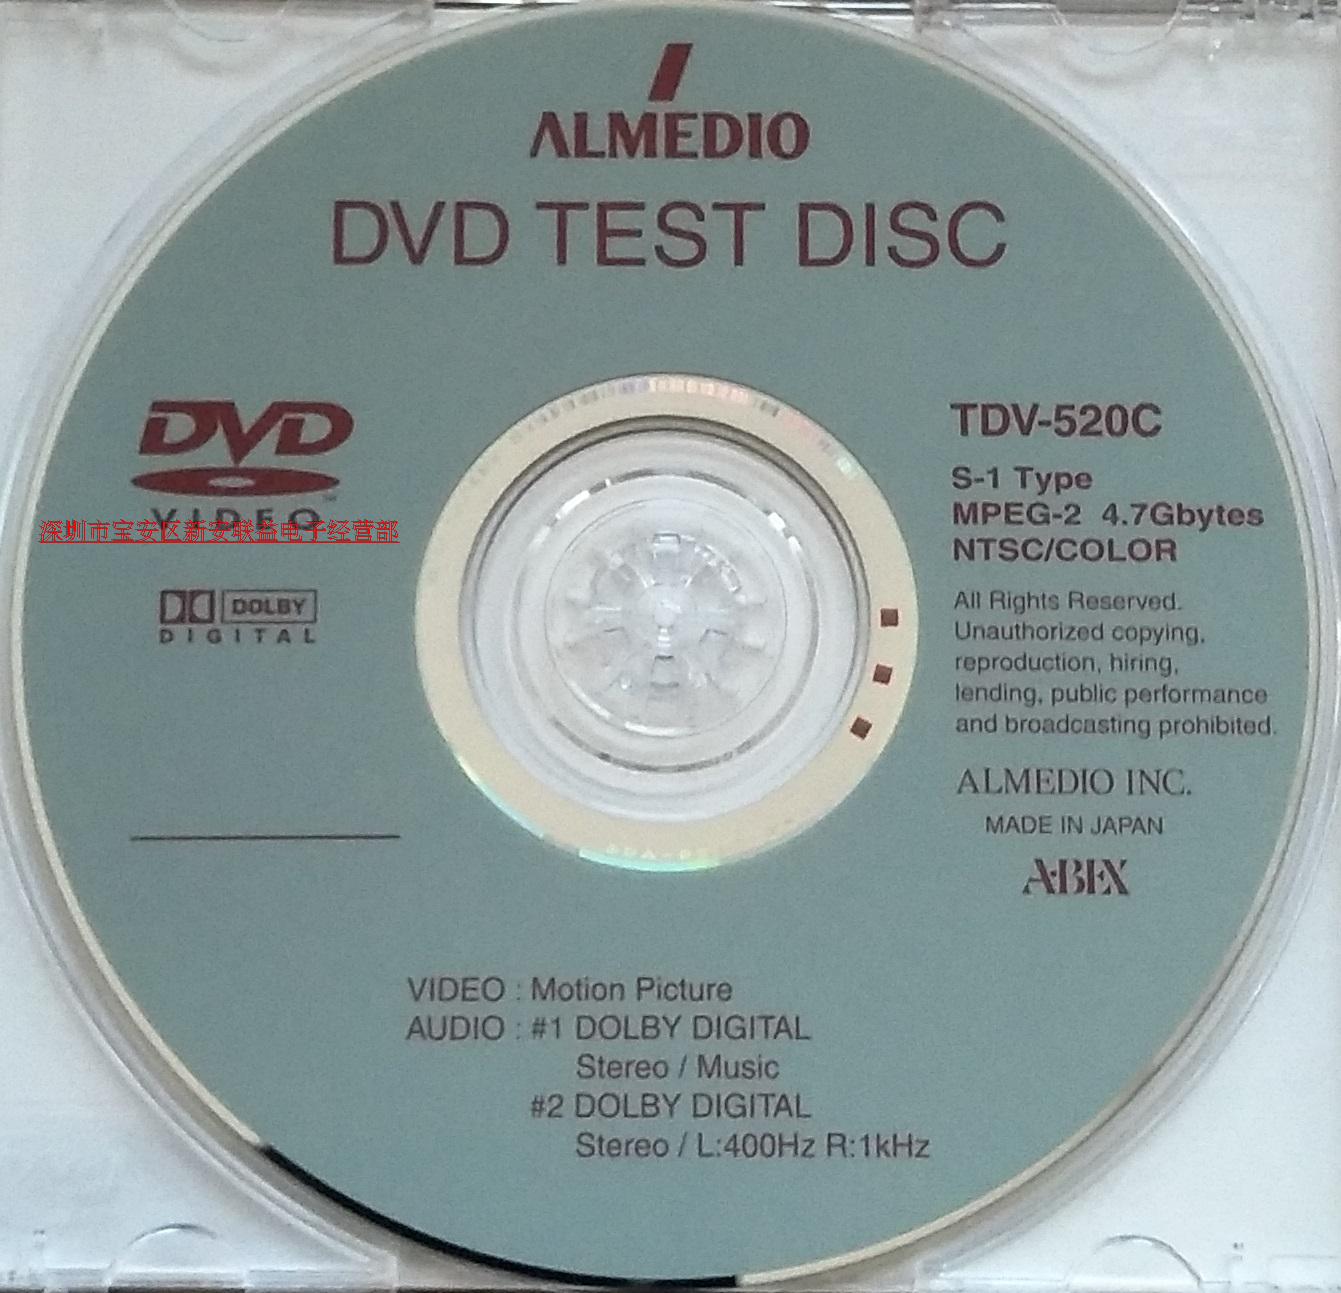 ALMEDIO
DVD TEST DISC
DVD
VIDEO
深圳市宝安区新安联益电子经营部
DOLBY
DIGITAL
TDV-520C
S-1 Type
MPEG-2 4.7Gbytes
NTSC/COLOR
All Rights Reserved.
Unauthorized copying,
reproduction, hiring,
lending, public performance
and broadcasting prohibited.
ALMEDIO INC.
MADE IN JAPAN
A-BEX
VIDEO : Motion Picture
AUDIO : #1 DOLBY DIGITAL
Stereo / Music
#2 DOLBY DIGITAL
Stereo / L:400Hz R:1kHz